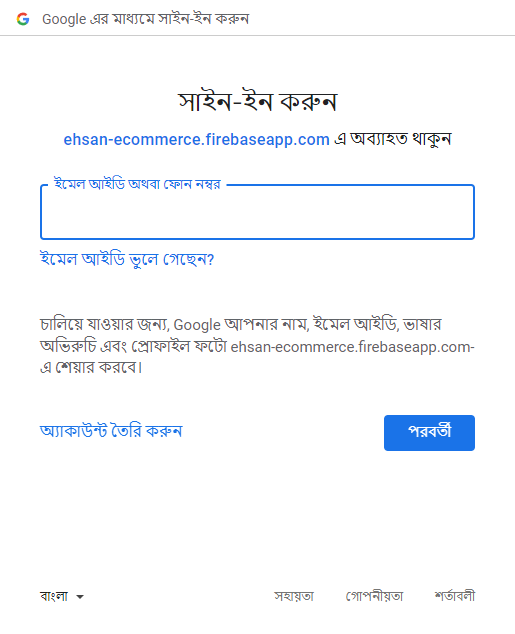 Google এর মাধ্যমে সাইন-ইন করুন
সাইন-ইন করুন
ehsan-ecommerce.firebaseapp.com এ অব্যাহত থাকুন
ইমেল আইডি অথবা ফোন নম্বর
ইমেল আইডি ভুলে গেছেন?
চালিয়ে যাওয়ার জন্য, Google আপনার নাম, ইমেল আইডি, ভাষার
অভিরুচি এবং প্রোফাইল ফটো ehsan-ecommerce.firebaseapp.com-
এ শেয়ার করবে।
অ্যাকাউন্ট তৈরি করুন
পরবর্তী
বাংলা
সহায়তা
গোপনীয়তা
শর্তাবলী